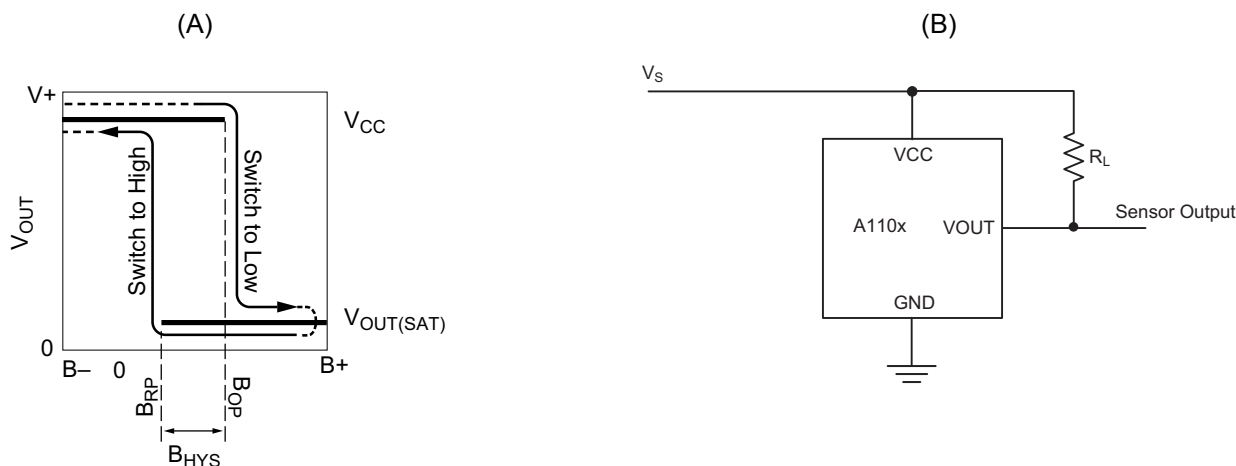 (A)
V+
VCC
Switch to High
Switch to Low
VOUT
VOUT(SAT)
0
B– 0 B+
BRP
BOP
BHYS
(B)
VS
VCC
RL
A110x
VOUT
Sensor Output
GND